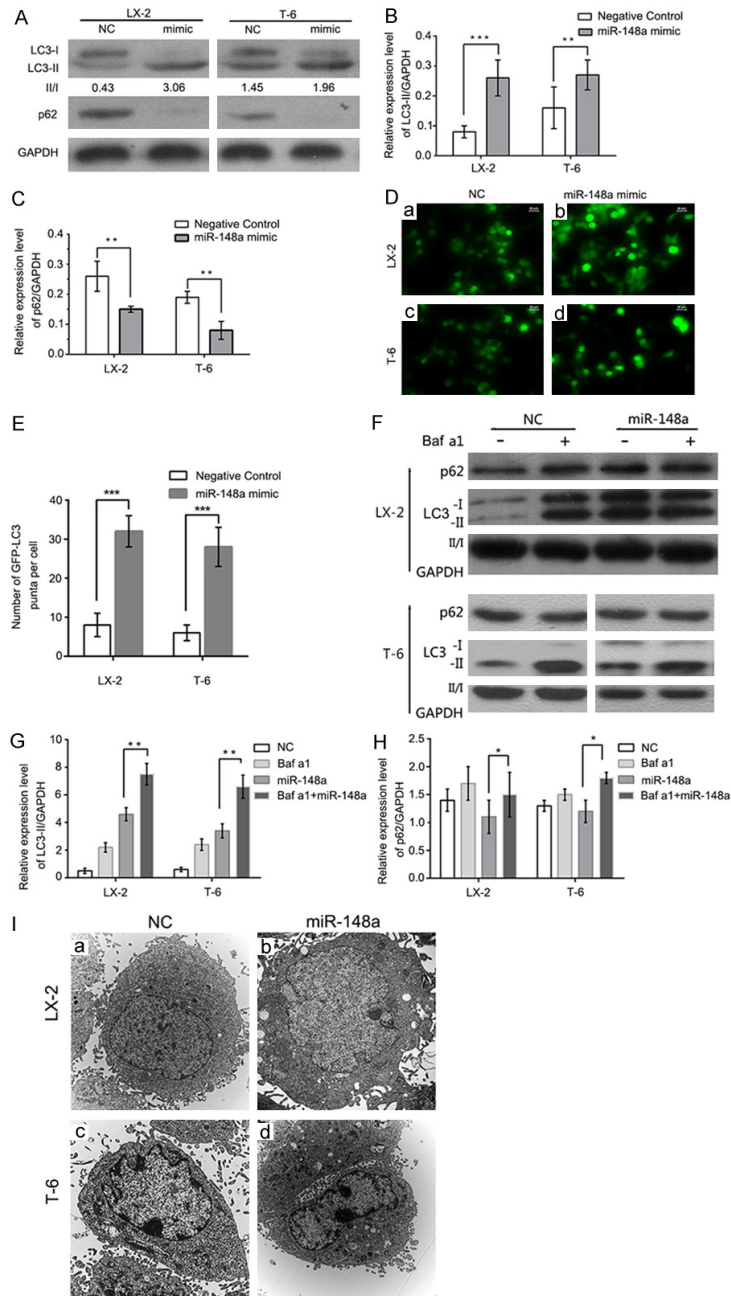 A
LX-2 T-6
NC mimic NC mimic
LC3-I
LC3-II
II/I 0.43 3.06 1.45 1.96
p62
GAPDH
B
Negative Control
miR-148a mimic
Relative expression level
of LC3-II/GAPDH
0.4
0.3
0.2
0.1
0.0
***
**
LX-2 T-6
C
Negative Control
miR-148a mimic
Relative expression level
of p62/GAPDH
0.4
0.3
0.2
0.1
0.0
**
**
LX-2 T-6
D
NC miR-148a mimic
LX-2
a b
T-6
c d
E
Negative Control
miR-148a mimic
Number of GFP-LC3
punta per cell
40
30
20
10
0
***
***
LX-2 T-6
F
NC miR-148a
Baf a1 - + - +
LX-2
p62
LC3 -I
-II
II/I
GAPDH
T-6
p62
LC3 -I
-II
II/I
GAPDH
G
NC
Baf a1
miR-148a
Baf a1+miR-148a
Relative expression level
of LC3-II/GAPDH
10
8
6
4
2
0
**
**
LX-2 T-6
H
NC
Baf a1
miR-148a
Baf a1+miR-148a
Relative expression level
of p62/GAPDH
2.5
2.0
1.5
1.0
0.5
0.0
*
*
LX-2 T-6
I
NC miR-148a
LX-2
a b
T-6
c d